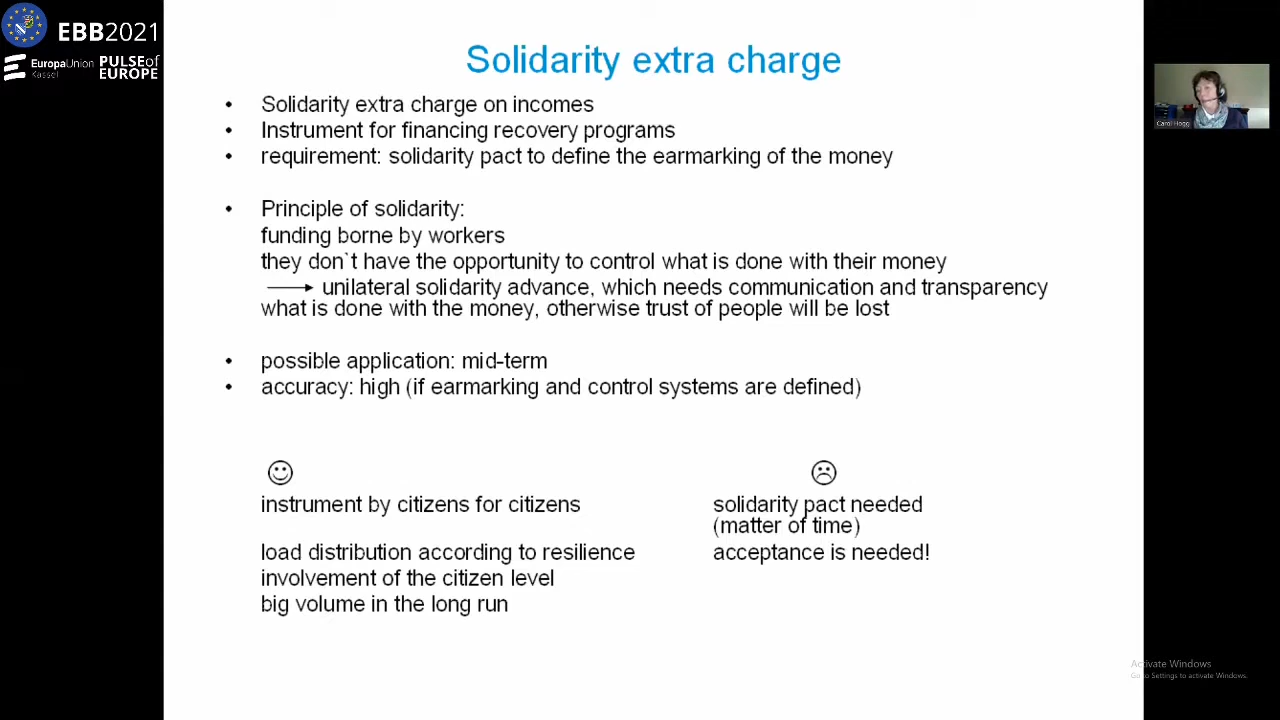 EBB2021
EuropaUnion
Kassel
PULSEof
EUROPE
Solidarity extra charge
• Solidarity extra charge on incomes
• Instrument for financing recovery programs
• requirement: solidarity pact to define the earmarking of the money
• Principle of solidarity:
funding borne by workers
they don`t have the opportunity to control what is done with their money
→ unilateral solidarity advance, which needs communication and transparency
what is done with the money, otherwise trust of people will be lost
• possible application: mid-term
• accuracy: high (if earmarking and control systems are defined)
instrument by citizens for citizens
load distribution according to resilience
involvement of the citizen level
big volume in the long run
solidarity pact needed
(matter of time)
acceptance is needed!
Carol Hogg
Activate Windows
Go to Settings to activate Windows.